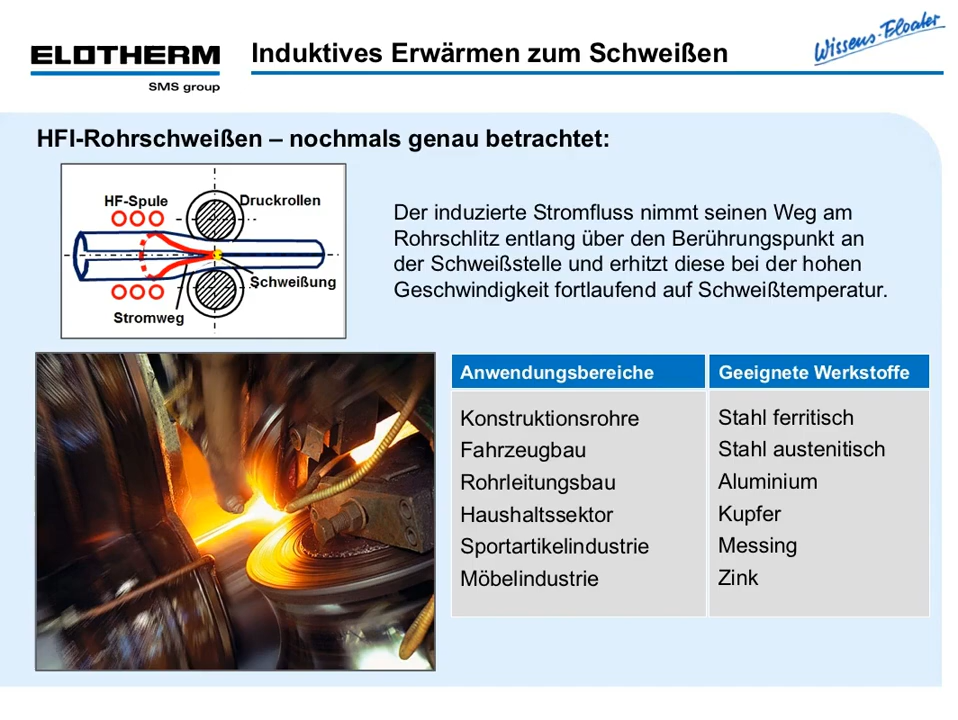 ELOTHERM
SMS group
Induktives Erwärmen zum Schweißen
Wissens-Floater
HFI-Rohrschweißen – nochmals genau betrachtet:
HF-Spule
Druckrollen
Schweißung
Stromweg
Der induzierte Stromfluss nimmt seinen Weg am
Rohrschlitz entlang über den Berührungspunkt an
der Schweißstelle und erhitzt diese bei der hohen
Geschwindigkeit fortlaufend auf Schweißtemperatur.
Anwendungsbereiche
Konstruktionsrohre
Fahrzeugbau
Rohrleitungsbau
Haushaltssektor
Sportartikelindustrie
Möbelindustrie
Geeignete Werkstoffe
Stahl ferritisch
Stahl austenitisch
Aluminium
Kupfer
Messing
Zink